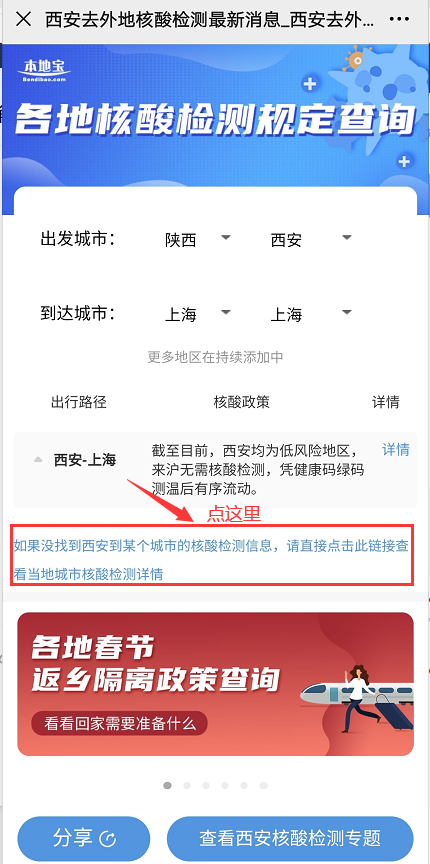 西安去外地核酸检测最新消息_西安去外...
本地宝
Bendibao.com
各地核酸检测规定查询
出发城市： 陕西 西安
到达城市： 上海 上海
更多地区在持续添加中
出行路径 核酸政策 详情
西安-上海
截至目前，西安均为低风险地区，
来沪无需核酸检测，凭健康码绿码
测温后有序流动。
详情
点这里
如果没找到西安到某个城市的核酸检测信息，请直接点击此链接查
看当地城市核酸检测详情
各地春节
返乡隔离政策查询
看看回家需要准备什么
分享 查看西安核酸检测专题